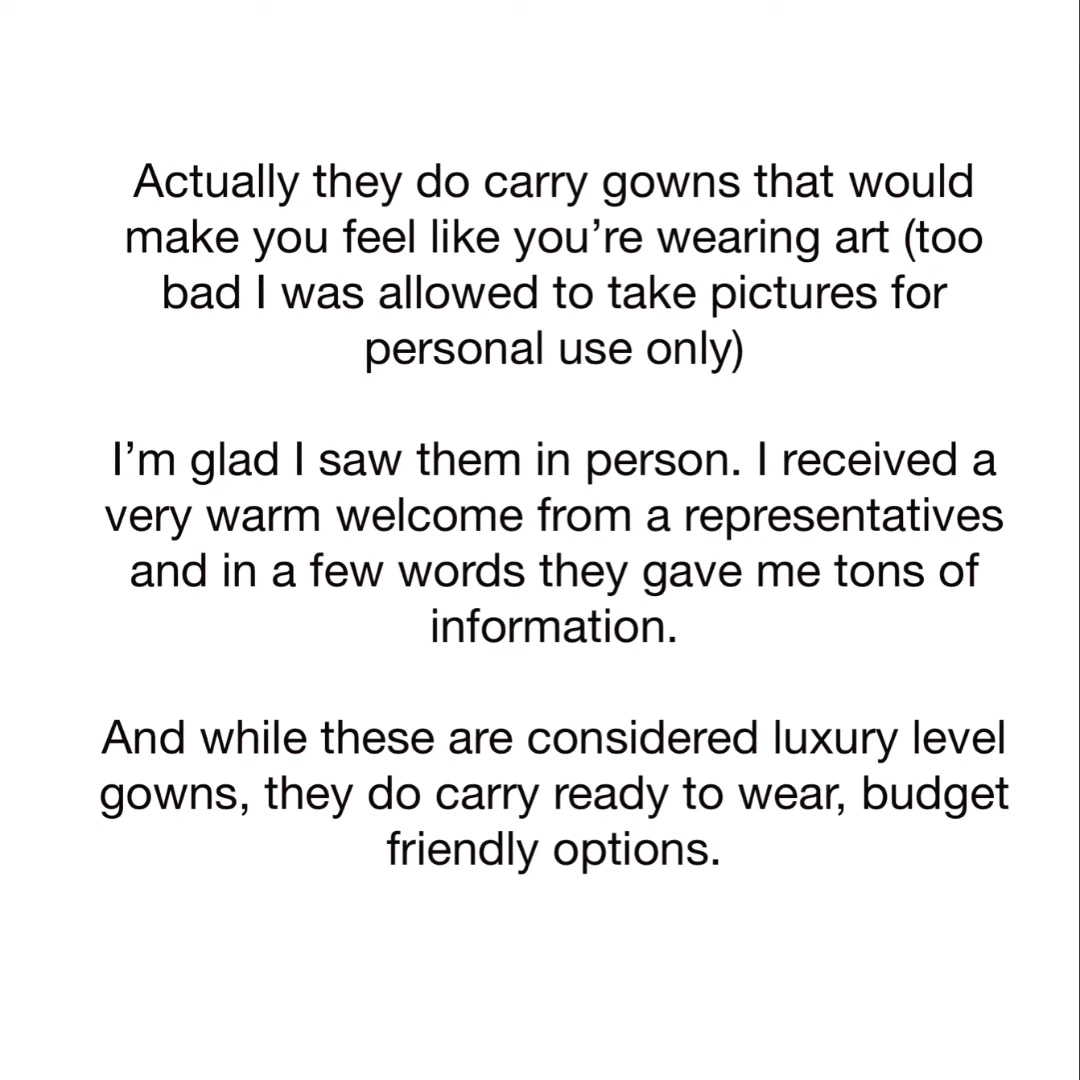 Actually they do carry gowns that would
make you feel like you’re wearing art (too
bad I was allowed to take pictures for
personal use only)
I’m glad I saw them in person. I received a
very warm welcome from a representatives
and in a few words they gave me tons of
information.
And while these are considered luxury level
gowns, they do carry ready to wear, budget
friendly options.